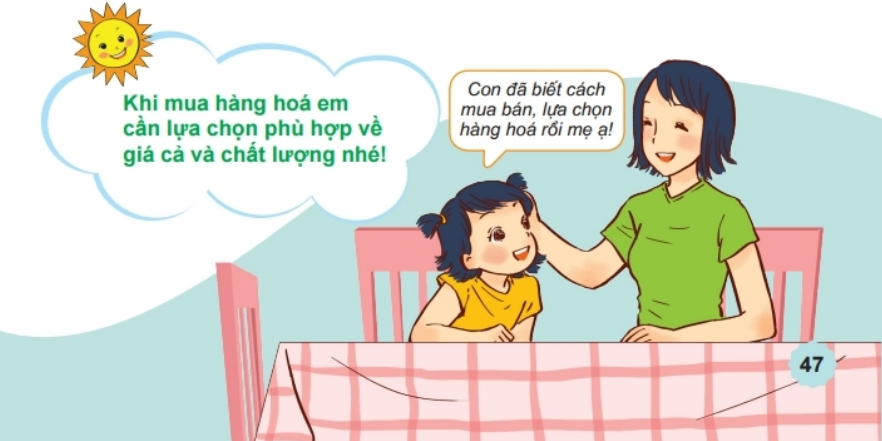 Khi mua hàng hoá em
cần lựa chọn phù hợp về
giá cả và chất lượng nhé!
Con đã biết cách
mua bán, lựa chọn
hàng hoá rồi mẹ ạ!
47